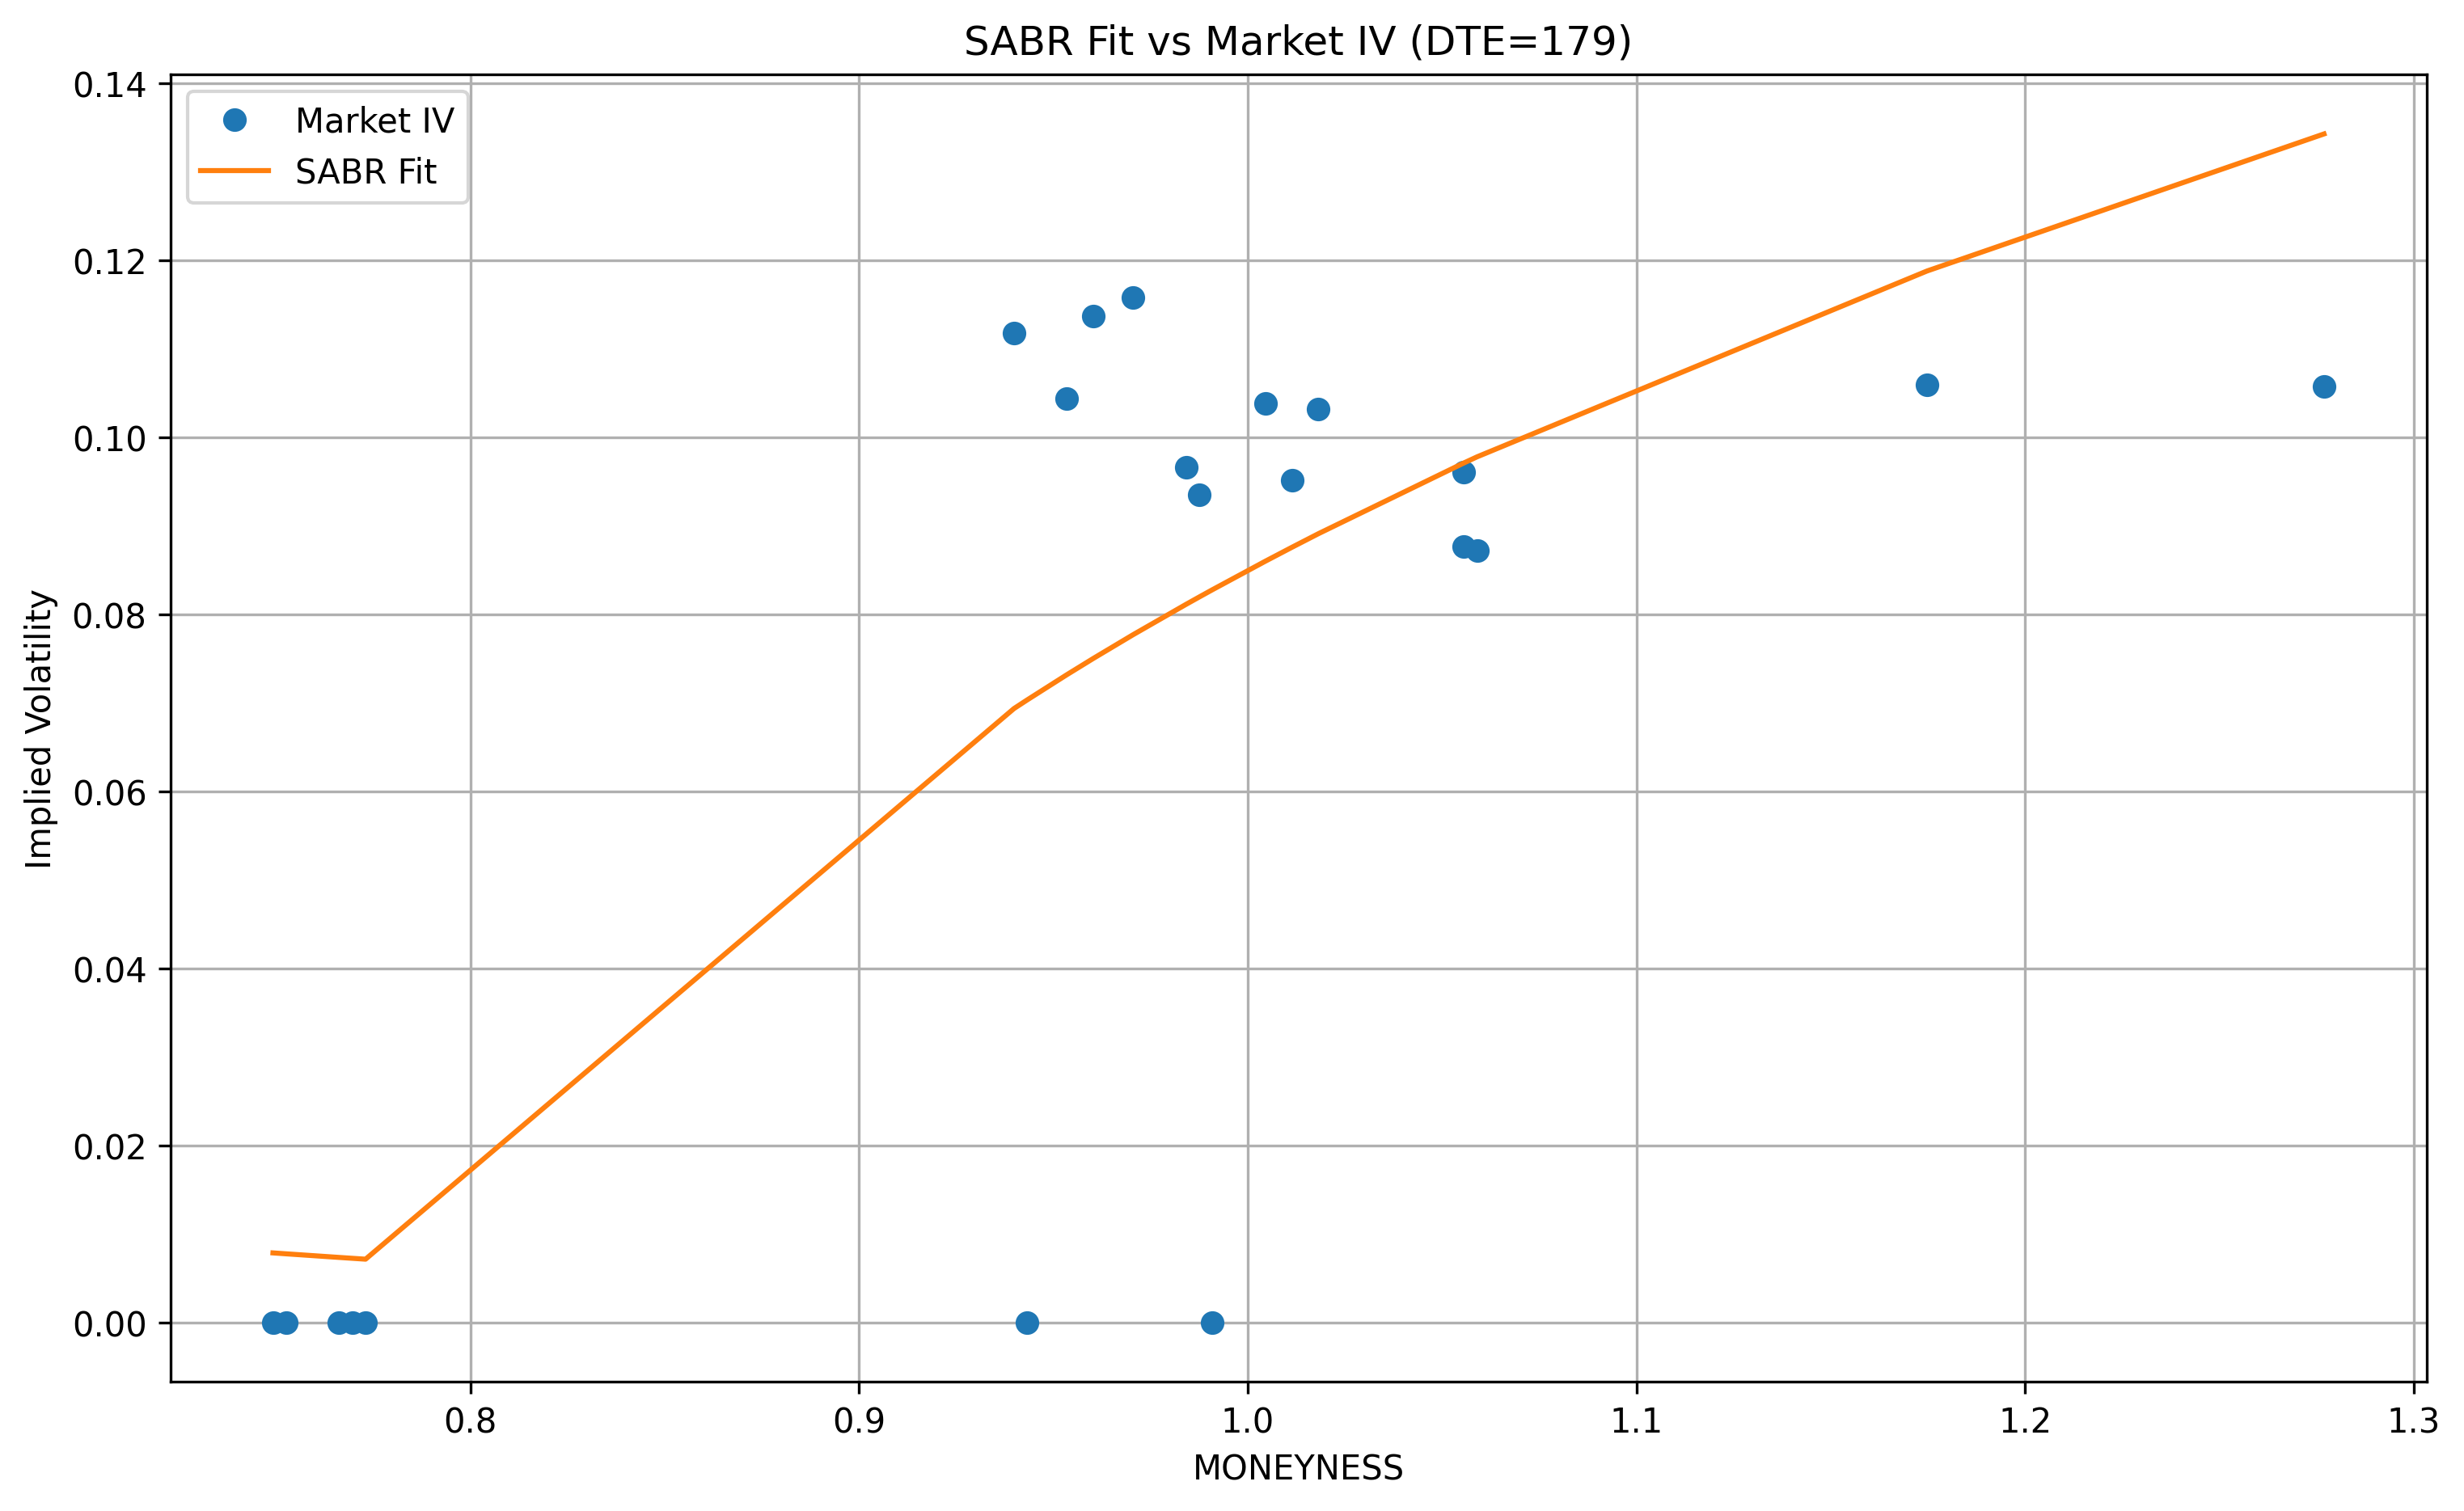 SABR Fit vs Market IV (DTE=179)
Market IV
SABR Fit
Implied Volatility
0.14
0.12
0.10
0.08
0.06
0.04
0.02
0.00
0.8
0.9
1.0
1.1
1.2
1.3
MONEYNESS